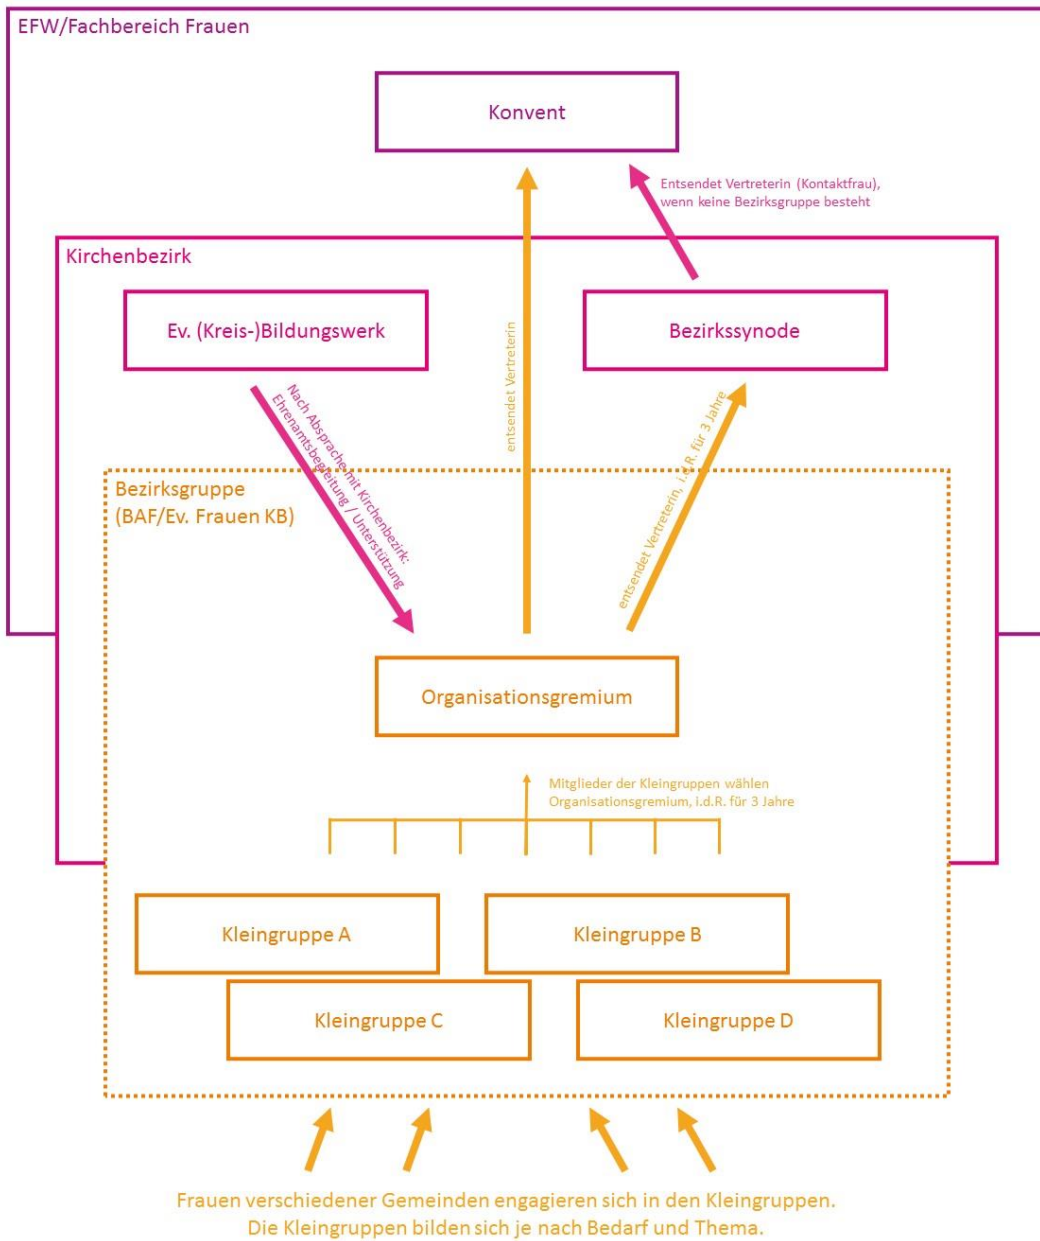 EFW/Fachbereich Frauen
Konvent
Entsendet Vertreterin (Kontaktfrau),
wenn keine Bezirksgruppe besteht
Kirchenbezirk
Ev. (Kreis-)Bildungswerk
Bezirkssynode
entsendet Vertreterin
Nach Absprache mit Kirchenbezirk:
Ehrenamtsbegleitung / Unterstützung
entsendet Vertreterin, i.d.R. für 3 Jahre
Bezirksgruppe
(BAF/Ev. Frauen KB)
Organisationsgremium
Mitglieder der Kleingruppen wählen
Organisationsgremium, i.d.R. für 3 Jahre
Kleingruppe A
Kleingruppe B
Kleingruppe C
Kleingruppe D
Frauen verschiedener Gemeinden engagieren sich in den Kleingruppen.
Die Kleingruppen bilden sich je nach Bedarf und Thema.